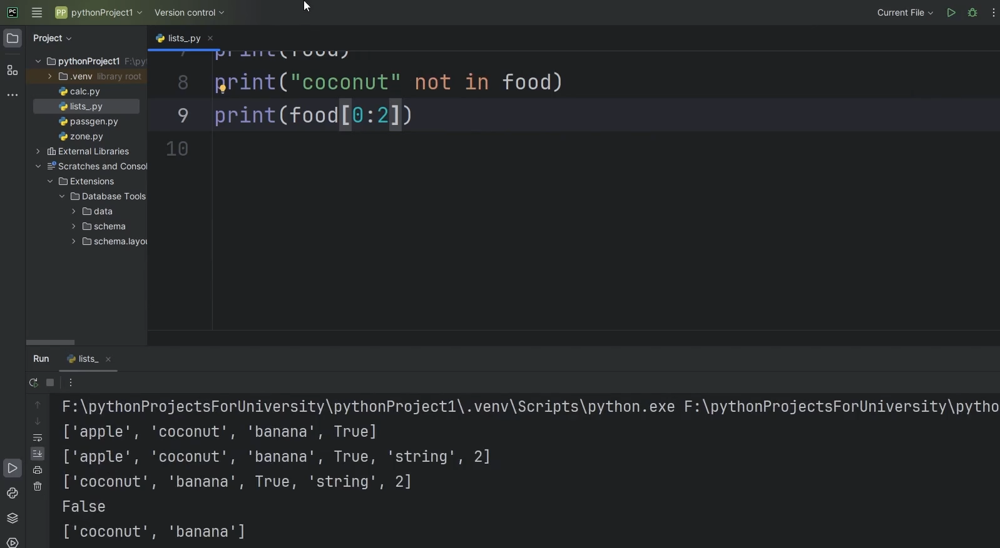 PC
PP pythonProject1
Version control
Current File
Project
lists_.py
pythonProject1 F:\py
.venv library root
calc.py
lists_.py
passgen.py
zone.py
External Libraries
Scratches and Consol
Extensions
Database Tools
data
schema
schema.layou
7 print(food)
8 print("coconut" not in food)
9 print(food[0:2])
10
Run
lists_
F:\pythonProjectsForUniversity\pythonProject1\.venv\Scripts\python.exe F:\pythonProjectsForUniversity\pytho
['apple', 'coconut', 'banana', True]
['apple', 'coconut', 'banana', True, 'string', 2]
['coconut', 'banana', True, 'string', 2]
False
['coconut', 'banana']